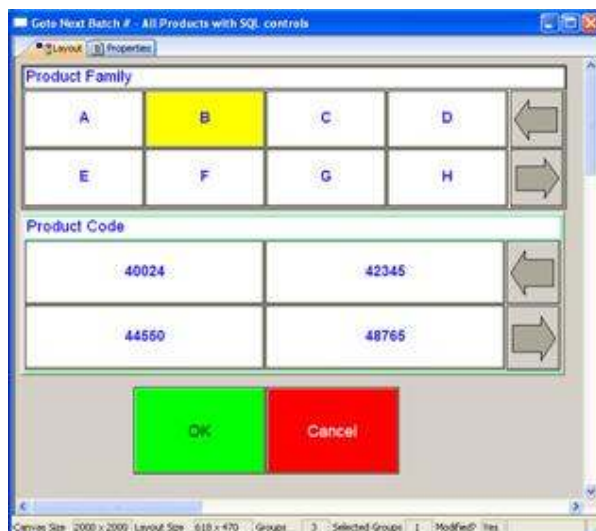 Goto Next Batch # - All Products with SQL controls
Layout Properties
Product Family
A B C D
E F G H
Product Code
40024 42345
44550 48765
OK Cancel
Canvas Size 2000 x 2000 Layout Size 618 x 470 Groups 3 Selected Groups 1 Modified? Yes